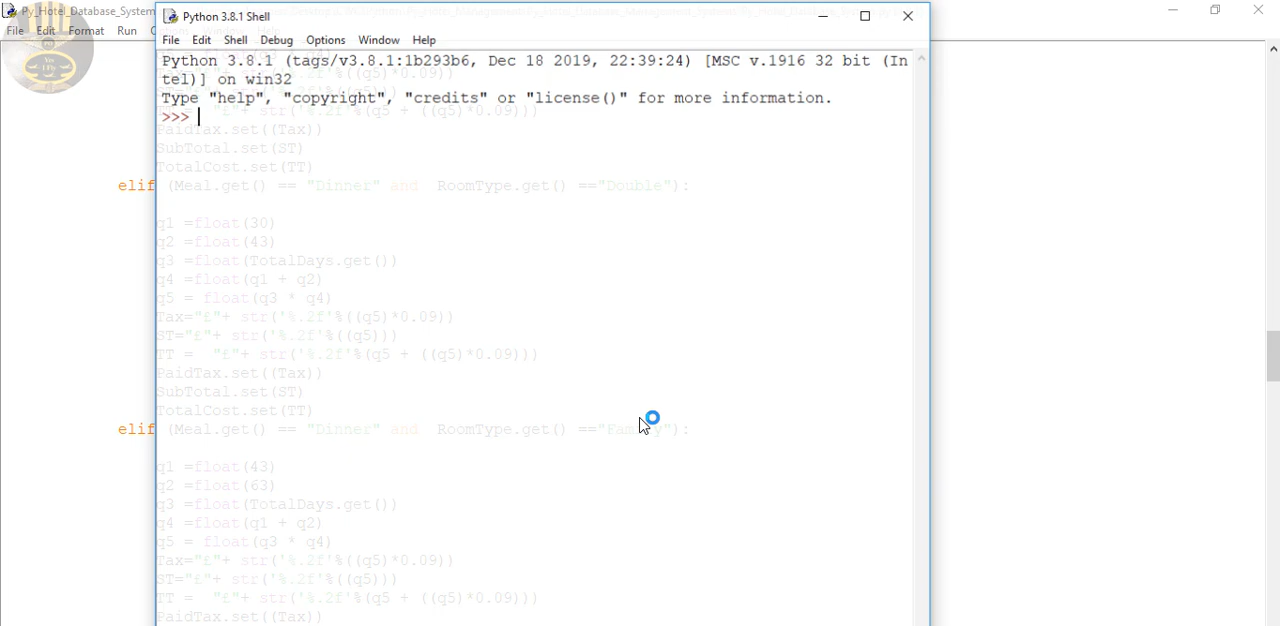 Py_Hotel_Database_System
File Edit Format Run
Python 3.8.1 Shell
File Edit Shell Debug Options Window Help
Python 3.8.1 (tags/v3.8.1:1b293b6, Dec 18 2019, 22:39:24) [MSC v.1916 32 bit (In
tel)] on win32
Type "help", "copyright", "credits" or "license()" for more information.
>>>
TT = "£"+ str('%.2f'%(q5 + ((q5)*0.09)))
PaidTax.set((Tax))
SubTotal.set(ST)
TotalCost.set(TT)
elif (Meal.get() == "Dinner" and RoomType.get() =="Double"):
q1 =float(30)
q2 =float(43)
q3 =float(TotalDays.get())
q4 =float(q1 + q2)
q5 = float(q3 * q4)
Tax="£"+ str('%.2f'%((q5)*0.09))
ST="£"+ str('%.2f'%((q5)))
TT = "£"+ str('%.2f'%(q5 + ((q5)*0.09)))
PaidTax.set((Tax))
SubTotal.set(ST)
TotalCost.set(TT)
elif (Meal.get() == "Dinner" and RoomType.get() =="Family"):
q1 =float(43)
q2 =float(63)
q3 =float(TotalDays.get())
q4 =float(q1 + q2)
q5 = float(q3 * q4)
Tax="£"+ str('%.2f'%((q5)*0.09))
ST="£"+ str('%.2f'%((q5)))
TT = "£"+ str('%.2f'%(q5 + ((q5)*0.09)))
PaidTax.set((Tax))